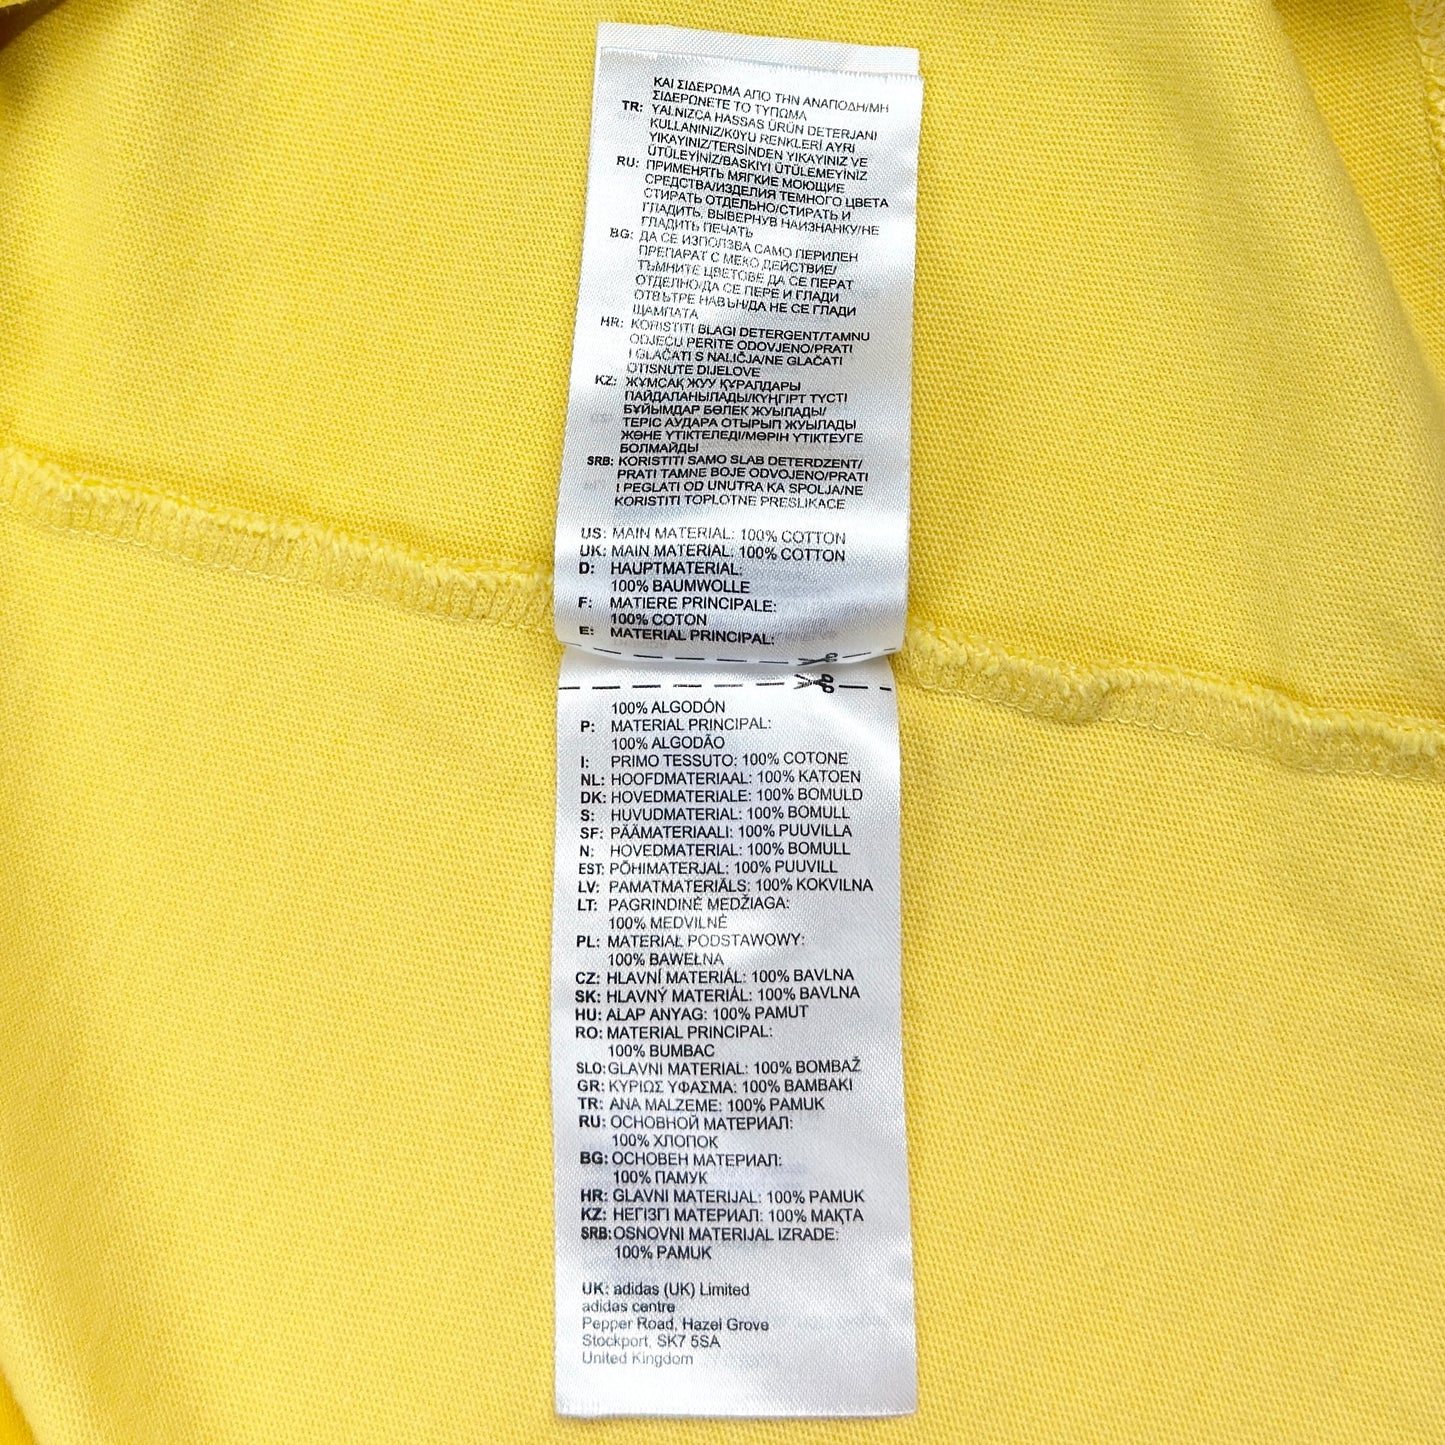 ΚΑΙ ΣΙΔΕΡΩΜΑ ΑΠΟ ΤΗΝ ΑΝΑΠΟΔΗ/ΜΗ
ΣΙΔΕΡΩΝΕΤΕ ΤΟ ΤΥΠΩΜΑ
TR: YALNIZCA HASSAS ÜRÜN DETERJANI
KULLANINIZ/KOYU RENKLERİ AYRI
YIKAYINIZ/TERSİNDEN YIKAYINIZ VE
ÜTÜLEYİNİZ/BASKIYI ÜTÜLEMEYİNİZ
RU: ПРИМЕНЯТЬ МЯГКИЕ МОЮЩИЕ
СРЕДСТВА/ИЗДЕЛИЯ ТЕМНОГО ЦВЕТА
СТИРАТЬ ОТДЕЛЬНО/СТИРАТЬ И
ГЛАДИТЬ, ВЫВЕРНУВ НАИЗНАНКУ/НЕ
ГЛАДИТЬ ПЕЧАТЬ
BG: ДА СЕ ИЗПОЛЗВА САМО ПЕРИЛЕН
ПРЕПАРАТ С МЕКО ДЕЙСТВИЕ/
ТЪМНИТЕ ЦВЕТОВЕ ДА СЕ ПЕРАТ
ОТДЕЛНО/ДА СЕ ПЕРЕ И ГЛАДИ
ОТВЪТРЕ НАВЪН/ДА НЕ СЕ ГЛАДИ
ЩАМПАТА
HR: KORISTITI BLAGI DETERGENT/TAMNU
ODJEĆU PERITE ODOVJENO/PRATI
I GLAČATI S NALIČJA/NE GLAČATI
OTISNUTE DIJELOVE
KZ: ЖҰМСАҚ ЖУУ ҚҰРАЛДАРЫ
ПАЙДАЛАНЫЛАДЫ/КҮҢГІРТ ТҮСТІ
БҰЙЫМДАР БӨЛЕК ЖУЫЛАДЫ/
ТЕРІС АУДАРА ОТЫРЫП ЖУЫЛАДЫ
ЖӘНЕ ҮТІКТЕЛЕДІ/МӨРІН ҮТІКТЕУГЕ
БОЛМАЙДЫ
SRB: KORISTITI SAMO SLAB DETERDZENT/
PRATI TAMNE BOJE ODVOJENO/PRATI
I PEGLATI OD UNUTRA KA SPOLJA/NE
KORISTITI TOPLOTNE PRESLIKACE
US: MAIN MATERIAL: 100% COTTON
UK: MAIN MATERIAL: 100% COTTON
D: HAUPTMATERIAL:
100% BAUMWOLLE
F: MATIERE PRINCIPALE:
100% COTON
E: MATERIAL PRINCIPAL:
100% ALGODÓN
P: MATERIAL PRINCIPAL:
100% ALGODÃO
I: PRIMO TESSUTO: 100% COTONE
NL: HOOFDMATERIAAL: 100% KATOEN
DK: HOVEDMATERIALE: 100% BOMULD
S: HUVUDMATERIAL: 100% BOMULL
SF: PÄÄMATERIAALI: 100% PUUVILLA
N: HOVEDMATERIAL: 100% BOMULL
EST: PÕHIMATERJAL: 100% PUUVILL
LV: PAMATMATERIĀLS: 100% KOKVILNA
LT: PAGRINDINĖ MEDŽIAGA:
100% MEDVILNĖ
PL: MATERIAŁ PODSTAWOWY:
100% BAWEŁNA
CZ: HLAVNÍ MATERIÁL: 100% BAVLNA
SK: HLAVNÝ MATERIÁL: 100% BAVLNA
HU: ALAP ANYAG: 100% PAMUT
RO: MATERIAL PRINCIPAL:
100% BUMBAC
SLO: GLAVNI MATERIAL: 100% BOMBAŽ
GR: ΚΥΡΙΩΣ ΥΦΑΣΜΑ: 100% ΒΑΜΒΑΚΙ
TR: ANA MALZEME: 100% PAMUK
RU: ОСНОВНОЙ МАТЕРИАЛ:
100% ХЛОПОК
BG: ОСНОВЕН МАТЕРИАЛ:
100% ПАМУК
HR: GLAVNI MATERIJAL: 100% PAMUK
KZ: НЕГІЗГІ МАТЕРИАЛ: 100% МАҚТА
SRB: OSNOVNI MATERIJAL IZRADE:
100% PAMUK
UK: adidas (UK) Limited
adidas centre
Pepper Road, Hazel Grove
Stockport, SK7 5SA
United Kingdom